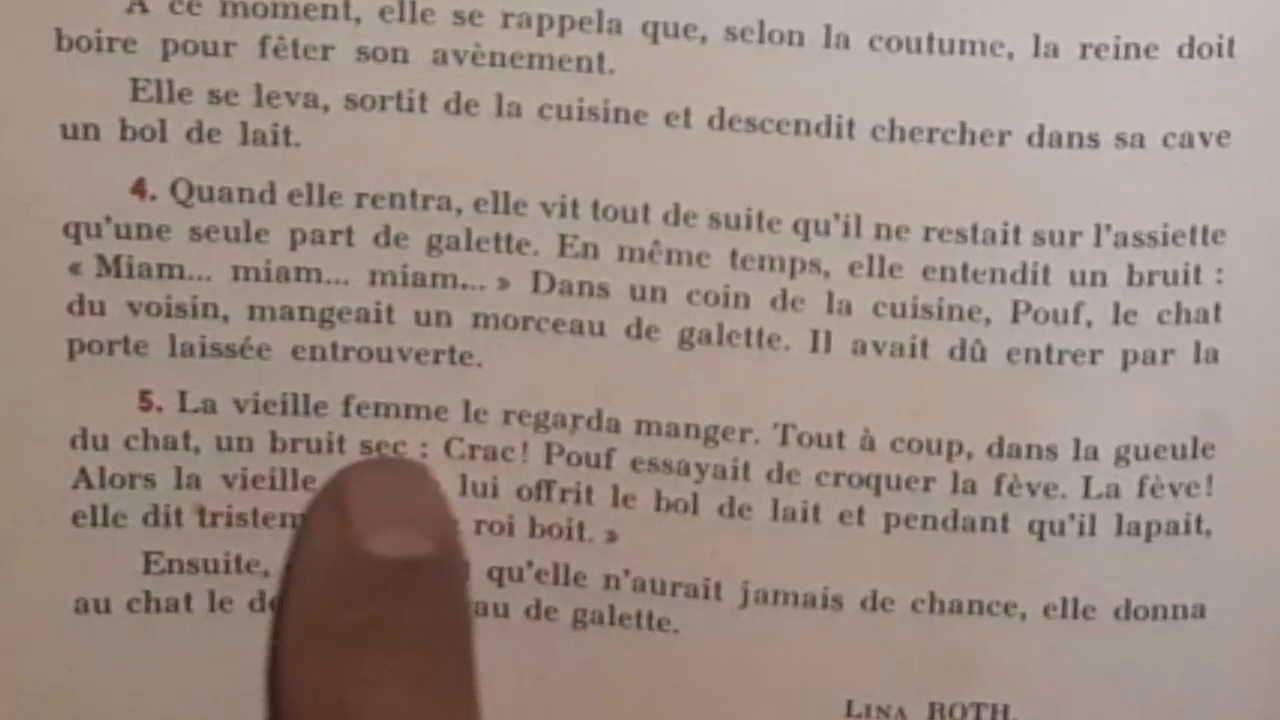 A ce moment, elle se rappela que, selon la coutume, la reine doit
boire pour fêter son avènement.
Elle se leva, sortit de la cuisine et descendit chercher dans sa cave
un bol de lait.
4. Quand elle rentra, elle vit tout de suite qu'il ne restait sur l'assiette
qu'une seule part de galette. En même temps, elle entendit un bruit :
« Miam... miam... miam... » Dans un coin de la cuisine, Pouf, le chat
du voisin, mangeait un morceau de galette. Il avait dû entrer par la
porte laissée entrouverte.
5. La vieille femme le regarda manger. Tout à coup, dans la gueule
du chat, un bruit sec : Crac! Pouf essayait de croquer la fève. La fève!
Alors la vieille lui offrit le bol de lait et pendant qu'il lapait,
elle dit roi boit. »
Ensuite, qu'elle n'aurait jamais de chance, elle donna
au chat le de galette.
LINA ROTH.